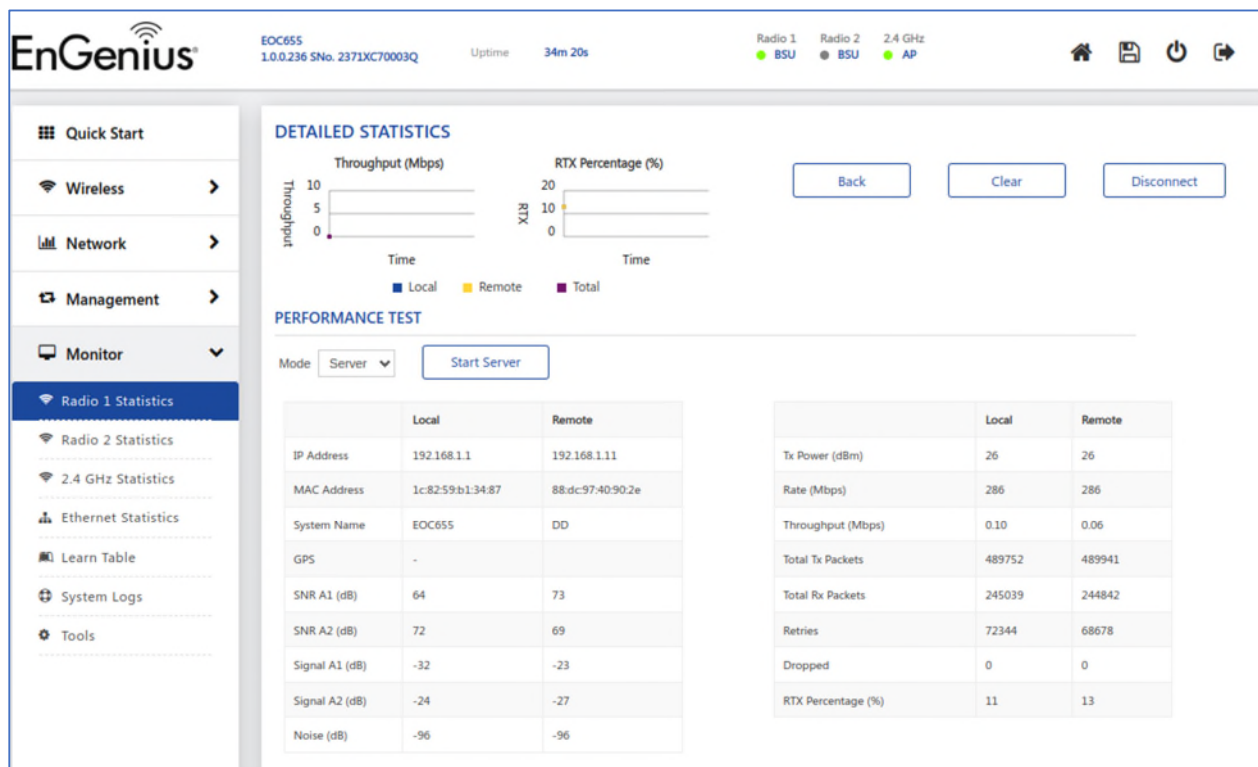 EnGenius
EOC655
1.0.0.236 SNo. 2371XC70003Q
Uptime 34m 20s
Radio 1 Radio 2 2.4 GHz
BSU BSU AP
Quick Start
Wireless
Network
Management
Monitor
Radio 1 Statistics
Radio 2 Statistics
2.4 GHz Statistics
Ethernet Statistics
Learn Table
System Logs
Tools
DETAILED STATISTICS
Throughput (Mbps)
Throughput
10
5
0
Time
RTX Percentage (%)
RTX
20
10
0
Time
Local Remote Total
Back Clear Disconnect
PERFORMANCE TEST
Mode Server Start Server
Local Remote
IP Address 192.168.1.1 192.168.1.11
MAC Address 1c:82:59:b1:34:87 88:dc:97:40:90:2e
System Name EOC655 DD
GPS -
SNR A1 (dB) 64 73
SNR A2 (dB) 72 69
Signal A1 (dB) -32 -23
Signal A2 (dB) -24 -27
Noise (dB) -96 -96
Local Remote
Tx Power (dBm) 26 26
Rate (Mbps) 286 286
Throughput (Mbps) 0.10 0.06
Total Tx Packets 489752 489941
Total Rx Packets 245039 244842
Retries 72344 68678
Dropped 0 0
RTX Percentage (%) 11 13